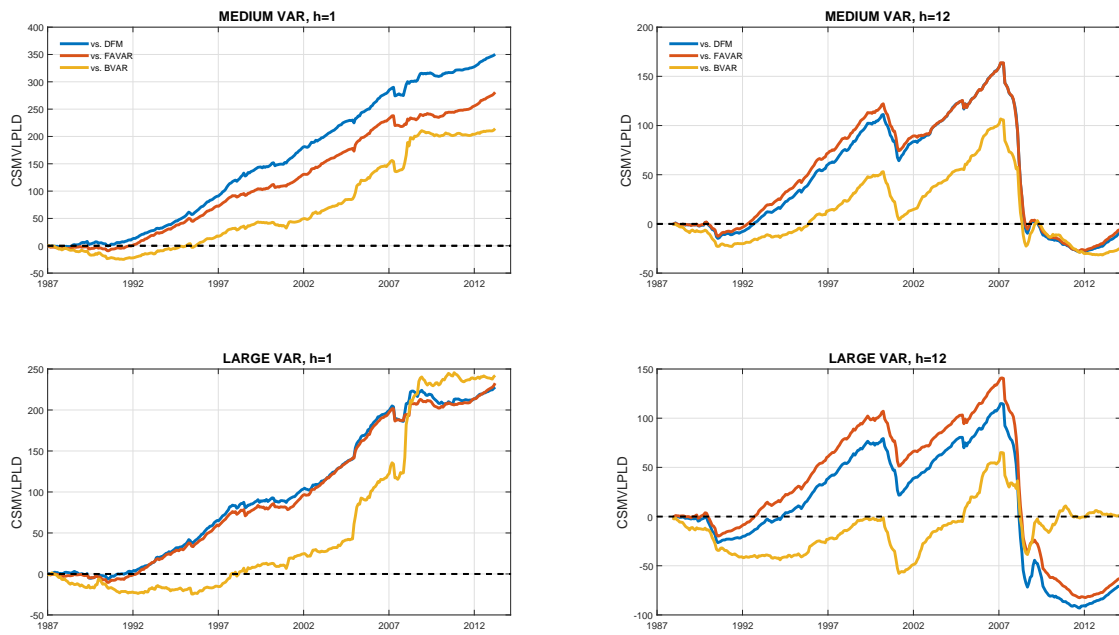 MEDIUM VAR, h=1
CSMVLPLD
400
350
300
250
200
150
100
50
0
-50
vs. DFM
vs. FAVAR
vs. BVAR
1987 1992 1997 2002 2007 2012
MEDIUM VAR, h=12
CSMVLPLD
200
150
100
50
0
-50
vs. DFM
vs. FAVAR
vs. BVAR
1987 1992 1997 2002 2007 2012
LARGE VAR, h=1
CSMVLPLD
250
200
150
100
50
0
-50
1987 1992 1997 2002 2007 2012
LARGE VAR, h=12
CSMVLPLD
150
100
50
0
-50
-100
1987 1992 1997 2002 2007 2012